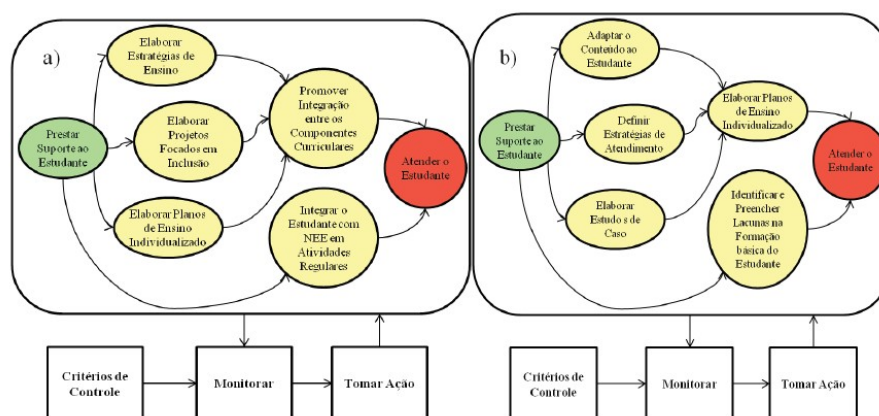 a)
Elaborar
Estratégias de
Ensino
Prestar
Suporte ao
Estudante
Elaborar
Projetos
Focados em
Inclusão
Elaborar Planos
de Ensino
Individualizado
Promover
Integração
entre os
Componentes
Curriculares
Integrar o
Estudante com
NEE em
Atividades
Regulares
Atender o
Estudante
Critérios de
Controle
Monitorar
Tomar Ação
b)
Adaptar o
Conteúdo ao
Estudante
Prestar
Suporte ao
Estudante
Definir
Estratégias de
Atendimento
Elaborar
Estudos de
Caso
Elaborar Planos
de Ensino
Individualizado
Identificar e
Preencher
Lacunas na
Formação
básica do
Estudante
Atender o
Estudante
Critérios de
Controle
Monitorar
Tomar Ação